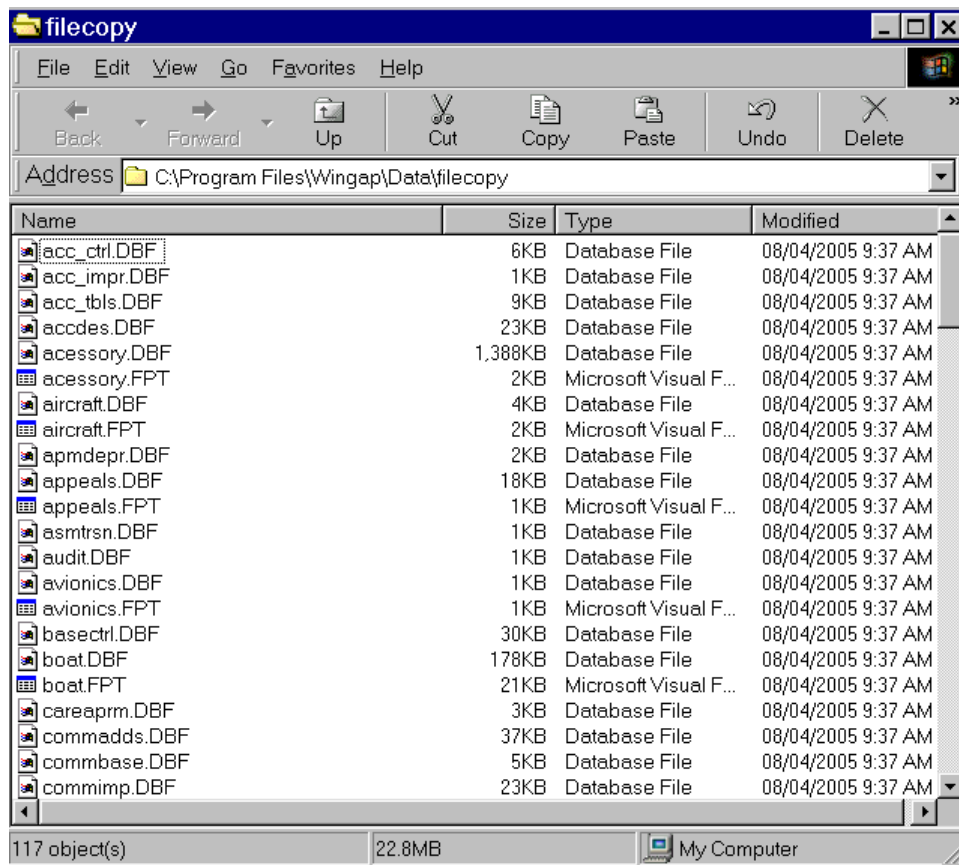 filecopy
File Edit View Go Favorites Help
Back Forward Up Cut Copy Paste Undo Delete »
Address C:\Program Files\Wingap\Data\filecopy
Name Size Type Modified
acc_ctrl.DBF 6KB Database File 08/04/2005 9:37 AM
acc_impr.DBF 1KB Database File 08/04/2005 9:37 AM
acc_tbls.DBF 9KB Database File 08/04/2005 9:37 AM
accdes.DBF 23KB Database File 08/04/2005 9:37 AM
acessory.DBF 1,388KB Database File 08/04/2005 9:37 AM
acessory.FPT 2KB Microsoft Visual F... 08/04/2005 9:37 AM
aircraft.DBF 4KB Database File 08/04/2005 9:37 AM
aircraft.FPT 2KB Microsoft Visual F... 08/04/2005 9:37 AM
apmdepr.DBF 2KB Database File 08/04/2005 9:37 AM
appeals.DBF 18KB Database File 08/04/2005 9:37 AM
appeals.FPT 1KB Microsoft Visual F... 08/04/2005 9:37 AM
asmtrsn.DBF 1KB Database File 08/04/2005 9:37 AM
audit.DBF 1KB Database File 08/04/2005 9:37 AM
avionics.DBF 1KB Database File 08/04/2005 9:37 AM
avionics.FPT 1KB Microsoft Visual F... 08/04/2005 9:37 AM
basectrl.DBF 30KB Database File 08/04/2005 9:37 AM
boat.DBF 178KB Database File 08/04/2005 9:37 AM
boat.FPT 21KB Microsoft Visual F... 08/04/2005 9:37 AM
careaprm.DBF 3KB Database File 08/04/2005 9:37 AM
commadds.DBF 37KB Database File 08/04/2005 9:37 AM
commbase.DBF 5KB Database File 08/04/2005 9:37 AM
commimp.DBF 23KB Database File 08/04/2005 9:37 AM
117 object(s) 22.8MB My Computer